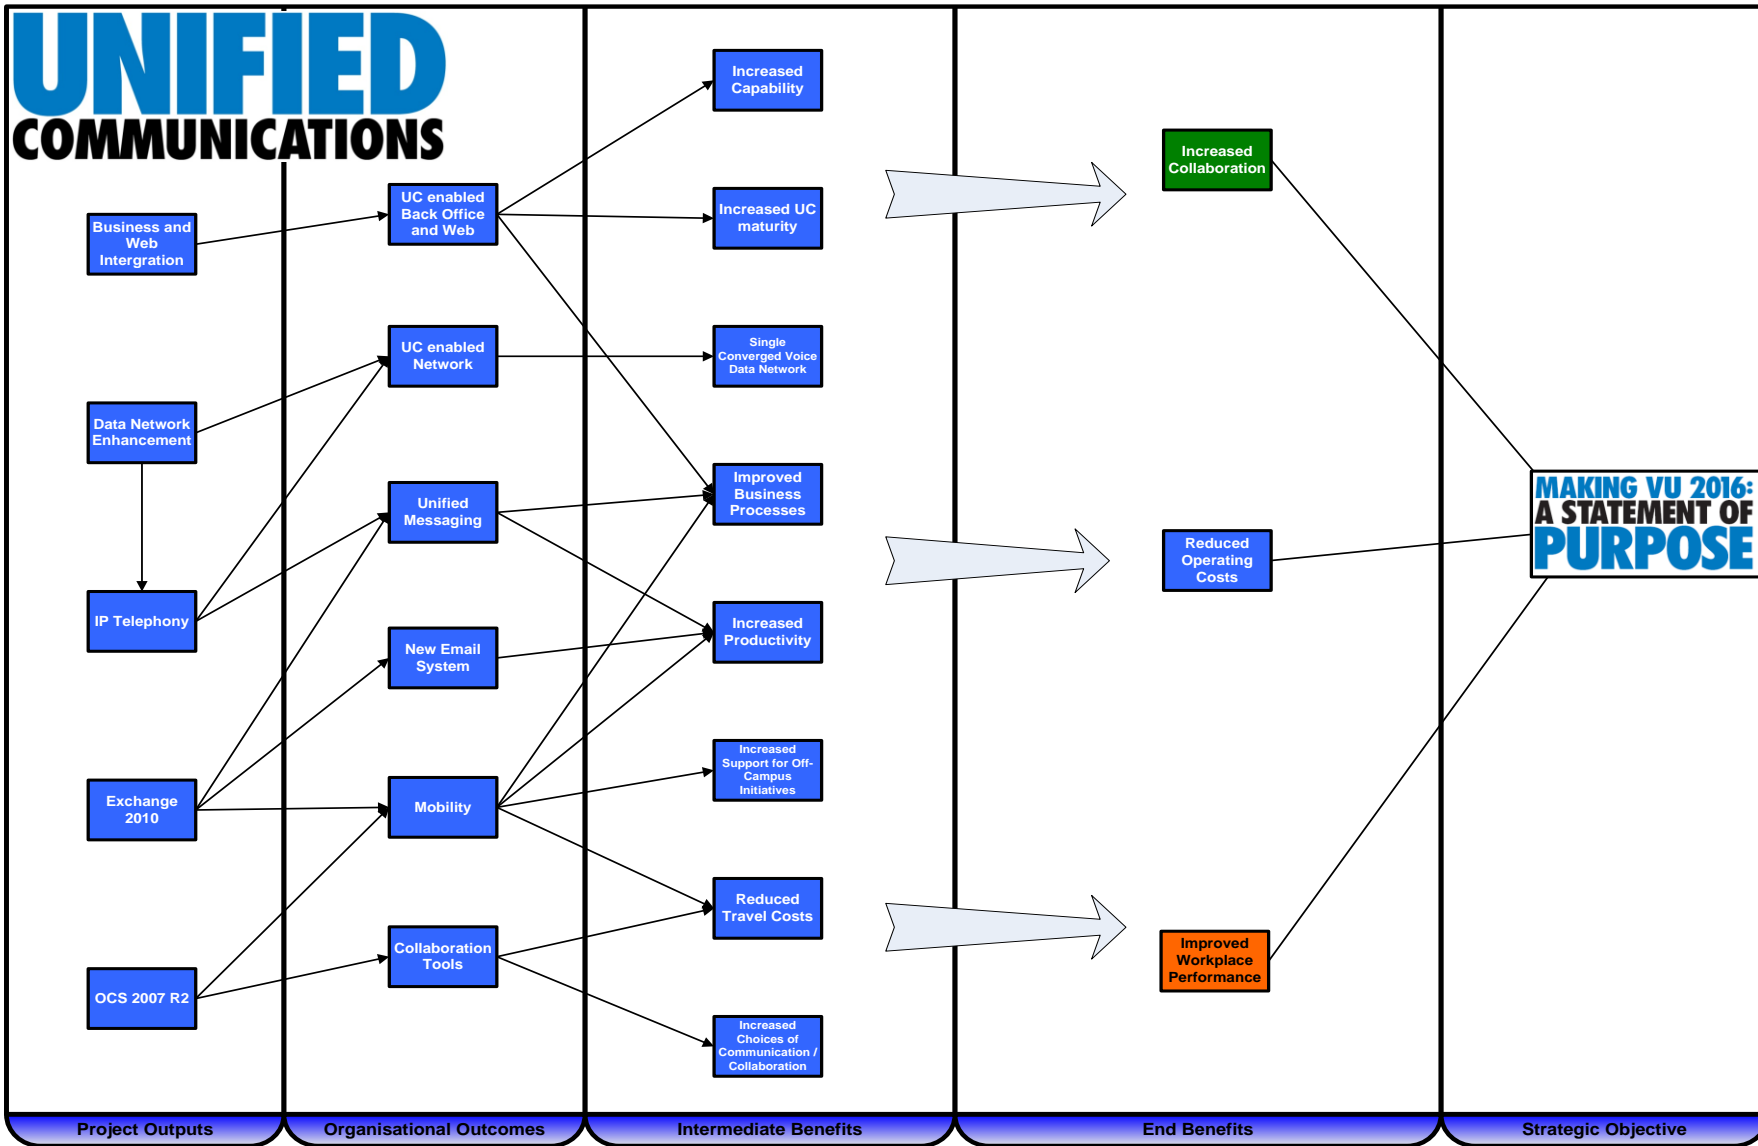 UNIFIED
COMMUNICATIONS
Business and
Web
Intergration
Data Network
Enhancement
IP Telephony
Exchange
2010
OCS 2007 R2
UC enabled
Back Office
and Web
UC enabled
Network
Unified
Messaging
New Email
System
Mobility
Collaboration
Tools
Increased
Capability
Increased UC
maturity
Single
Converged Voice
Data Network
Improved
Business
Processes
Increased
Productivity
Increased
Support for Off-
Campus
Initiatives
Reduced
Travel Costs
Increased
Choices of
Communication /
Collaboration
Increased
Collaboration
Reduced
Operating
Costs
Improved
Workplace
Performance
MAKING VU 2016:
A STATEMENT OF
PURPOSE
Project Outputs
Organisational Outcomes
Intermediate Benefits
End Benefits
Strategic Objective